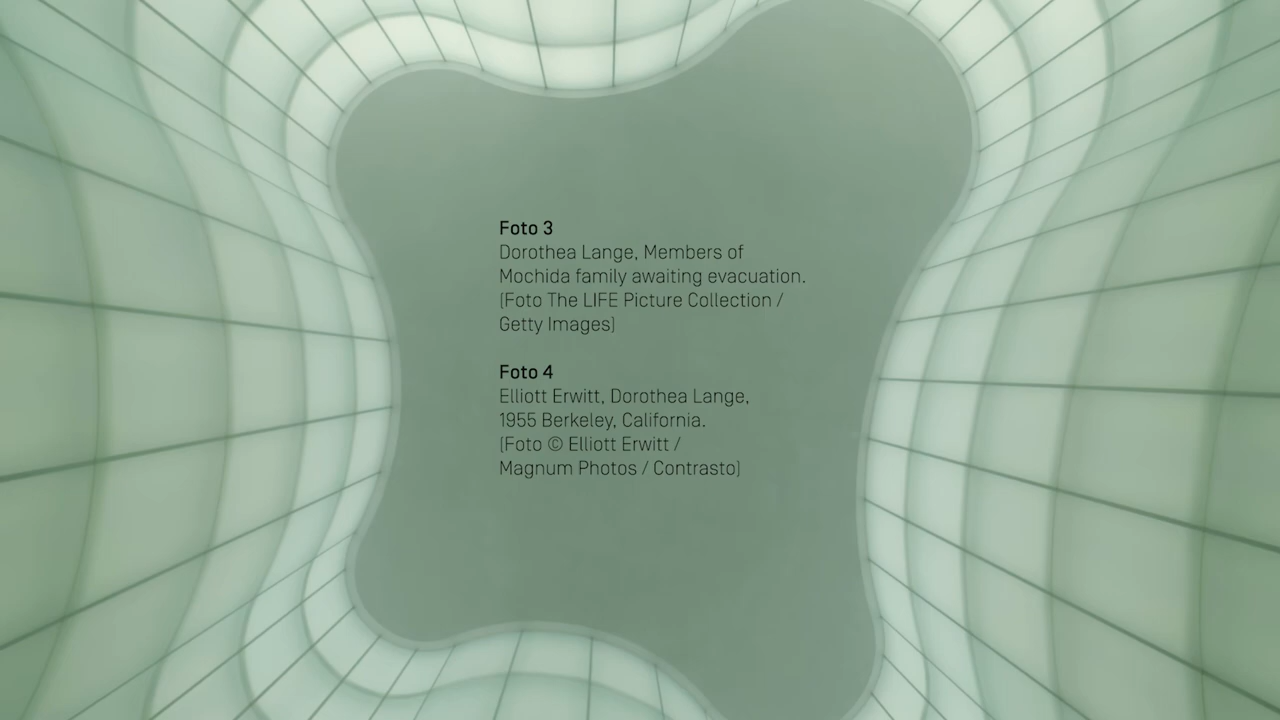 Foto 3
Dorothea Lange, Members of
Mochida family awaiting evacuation.
(Foto The LIFE Picture Collection /
Getty Images)
Foto 4
Elliott Erwitt, Dorothea Lange,
1955 Berkeley, California.
(Foto © Elliott Erwitt /
Magnum Photos / Contrasto)